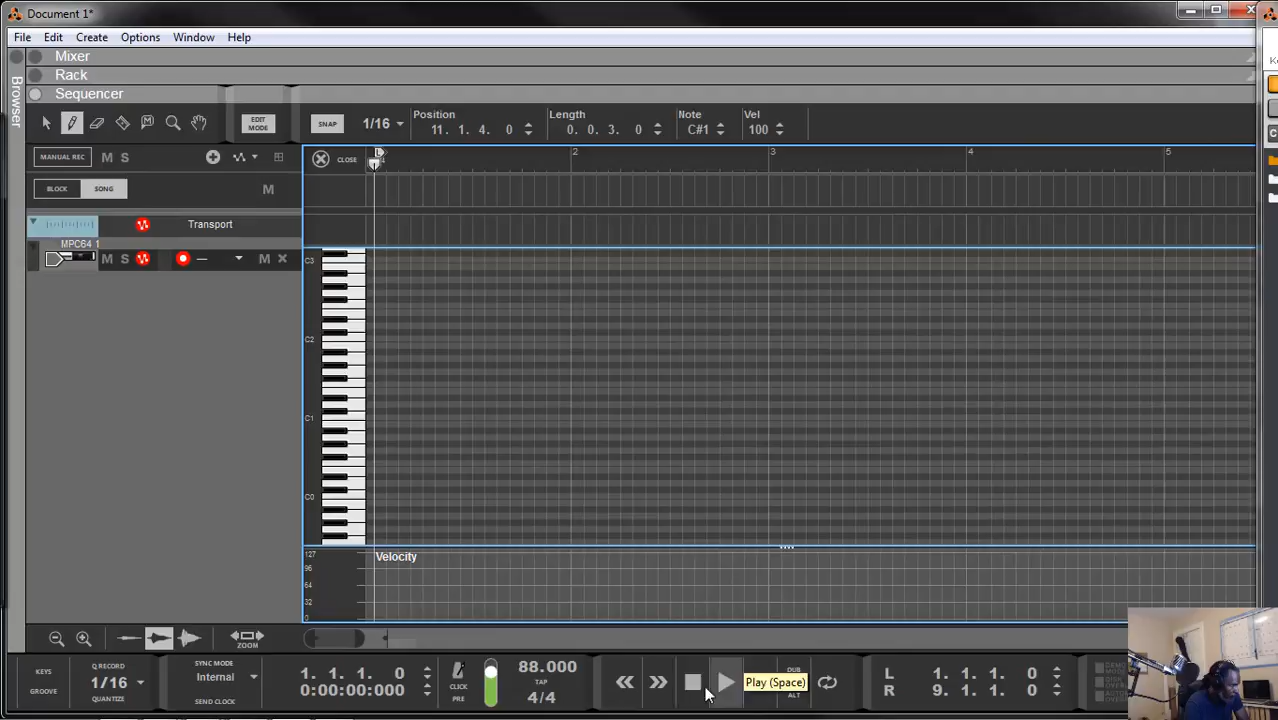 Document 1*
File Edit Create Options Window Help
Browser
Mixer
Rack
Sequencer
EDIT MODE
SNAP 1/16
Position 11. 1. 4. 0
Length 0. 0. 3. 0
Note C#1
Vel 100
MANUAL REC M S
CLOSE
L
2 3 4 5
BLOCK SONG M
Transport
MPC64 1
M S — M
C3
C2
C1
C0
Velocity
127
96
64
32
0
ZOOM
KEYS
GROOVE
Q RECORD
1/16
QUANTIZE
SYNC MODE
Internal
SEND CLOCK
1. 1. 1. 0
0:00:00:000
CLICK
PRE
88.000
TAP
4/4
Play (Space)
DUB
ALT
L 1. 1. 1. 0
R 9. 1. 1. 0